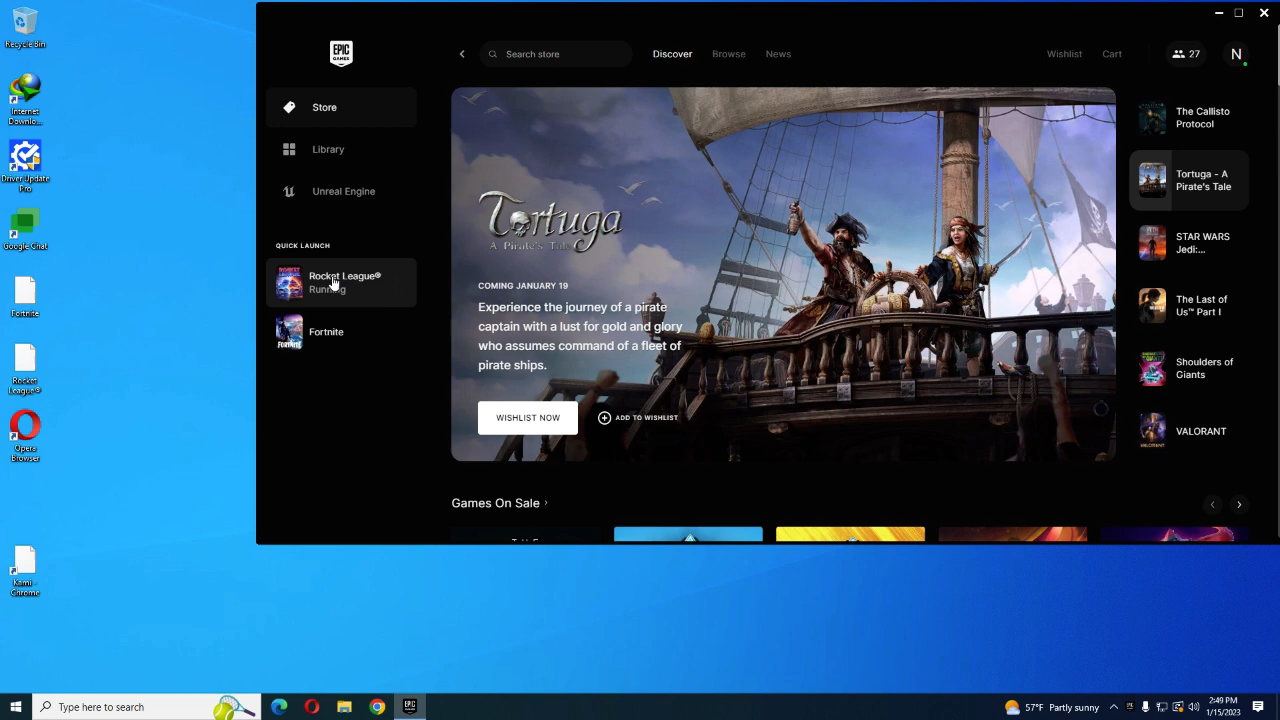 Recycle Bin
Internet
Downlo...
Driver Update
Pro
Google Chat
Fortnite
Rocket
League®
Opera
Browser
Kami -
Chrome
EPIC
GAMES
Store
Library
Unreal Engine
QUICK LAUNCH
Rocket League®
Running
Fortnite
Search store
Discover
Browse
News
Wishlist
Cart
27
N
Tortuga
A Pirate's Tale
COMING JANUARY 19
Experience the journey of a pirate
captain with a lust for gold and glory
who assumes command of a fleet of
pirate ships.
WISHLIST NOW
ADD TO WISHLIST
The Callisto
Protocol
Tortuga - A
Pirate's Tale
STAR WARS
Jedi:...
The Last of
Us™ Part I
Shoulders of
Giants
VALORANT
Games On Sale
Type here to search
57°F Partly sunny
2:49 PM
1/15/2023